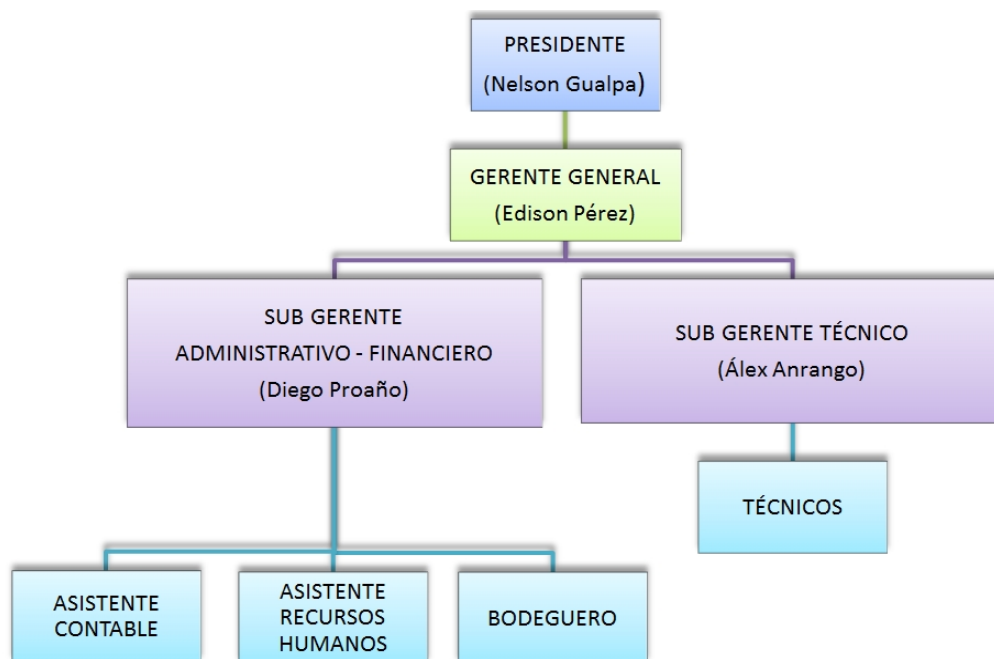 PRESIDENTE
(Nelson Gualpa)
GERENTE GENERAL
(Edison Pérez)
SUB GERENTE
ADMINISTRATIVO - FINANCIERO
(Diego Proaño)
SUB GERENTE TÉCNICO
(Álex Anrango)
TÉCNICOS
ASISTENTE
CONTABLE
ASISTENTE
RECURSOS
HUMANOS
BODEGUERO